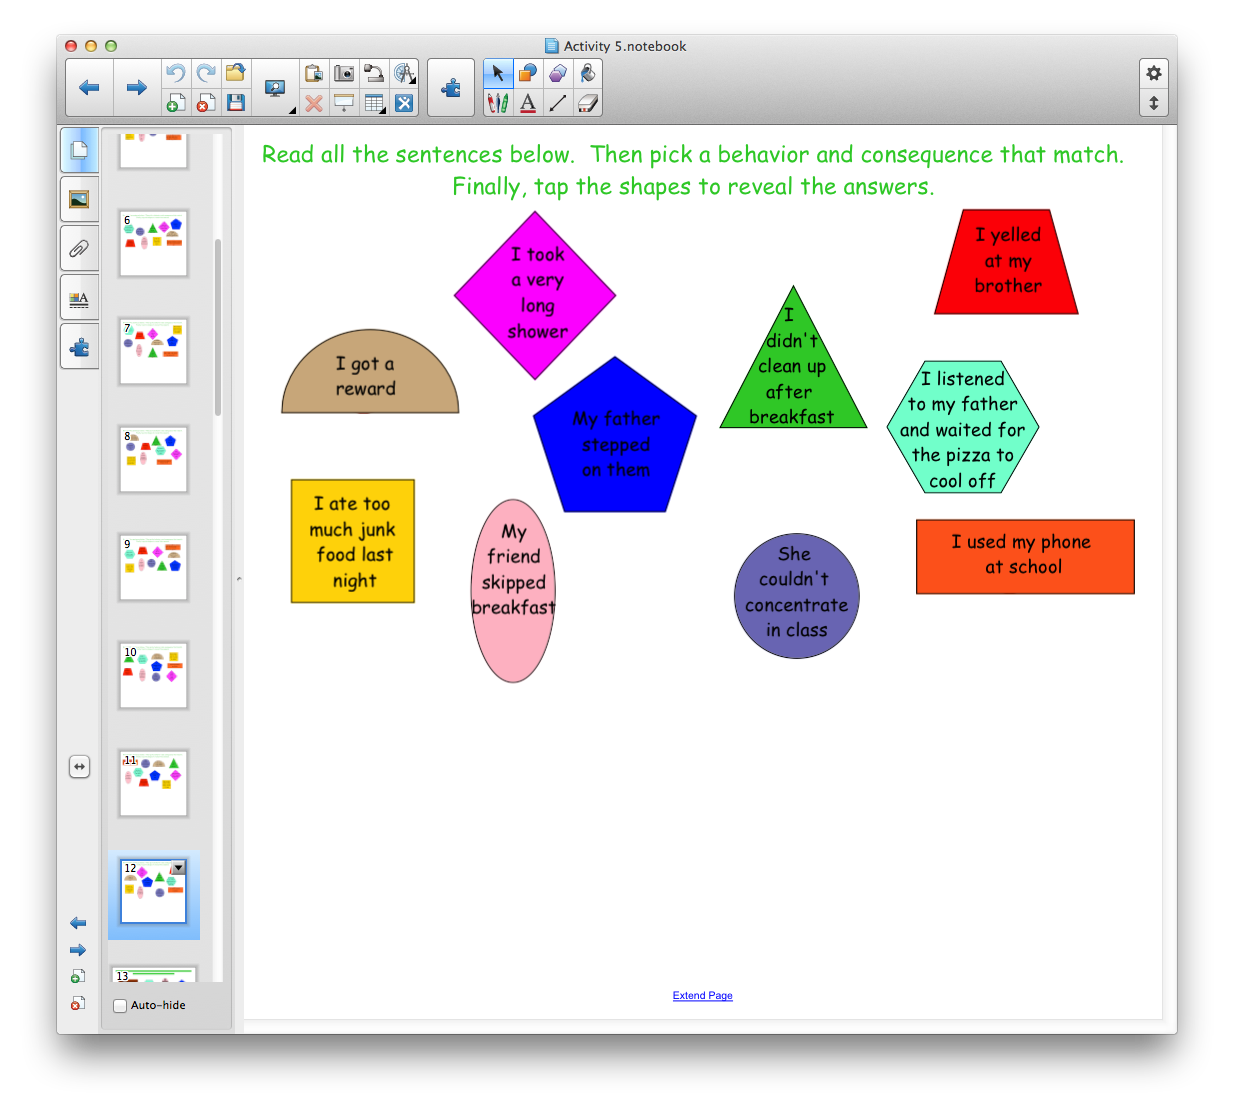 Activity 5.notebook
Read all the sentences below.  Then pick a behavior and consequence that match.
Finally, tap the shapes to reveal the answers.
I took
a very
long
shower
I yelled
at my
brother
I got a
reward
My father
stepped
on them
I
didn't
clean up
after
breakfast
I listened
to my father
and waited for
the pizza to
cool off
I ate too
much junk
food last
night
My
friend
skipped
breakfast
She
couldn't
concentrate
in class
I used my phone
at school
6
7
8
9
10
11
12
13
Auto-hide
Extend Page